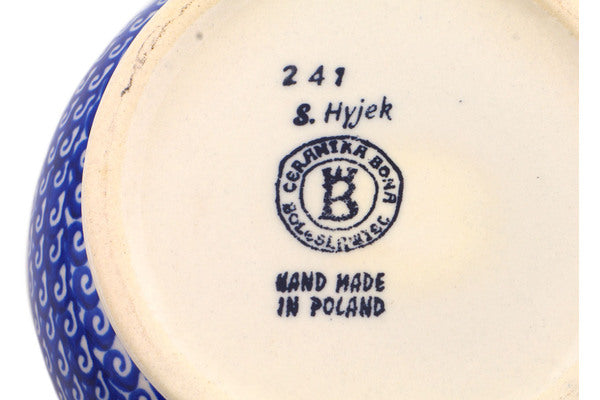 241
S. Hyjek
CERAMIKA BONA
B
BOLESLAWIEC
HAND MADE
IN POLAND